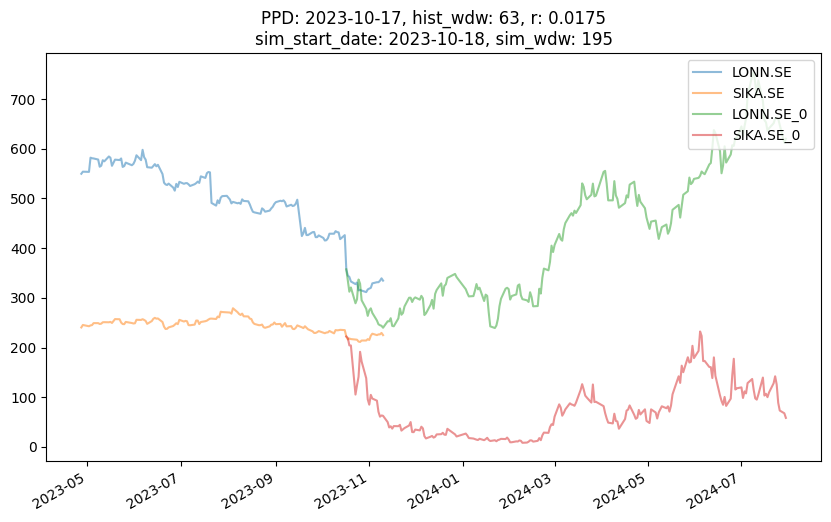 PPD: 2023-10-17, hist_wdw: 63, r: 0.0175
sim_start_date: 2023-10-18, sim_wdw: 195
LONN.SE
SIKA.SE
LONN.SE_0
SIKA.SE_0
700
600
500
400
300
200
100
0
2023-05
2023-07
2023-09
2023-11
2024-01
2024-03
2024-05
2024-07